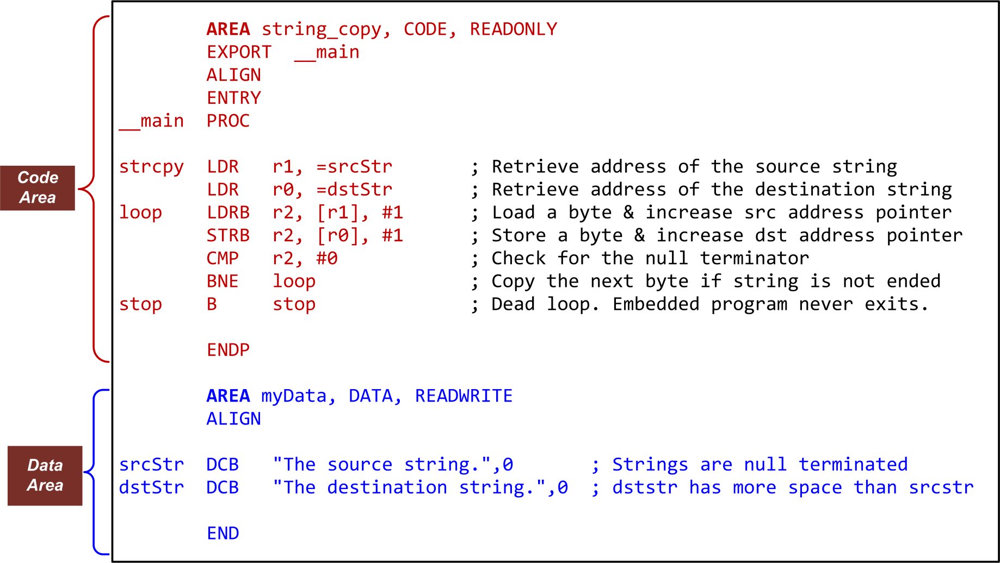 AREA string_copy, CODE, READONLY
EXPORT __main
ALIGN
ENTRY
__main PROC
strcpy LDR r1, =srcStr ; Retrieve address of the source string
LDR r0, =dstStr ; Retrieve address of the destination string
loop LDRB r2, [r1], #1 ; Load a byte & increase src address pointer
STRB r2, [r0], #1 ; Store a byte & increase dst address pointer
CMP r2, #0 ; Check for the null terminator
BNE loop ; Copy the next byte if string is not ended
stop B stop ; Dead loop. Embedded program never exits.
ENDP
Code
Area
AREA myData, DATA, READWRITE
ALIGN
srcStr DCB "The source string.",0 ; Strings are null terminated
dstStr DCB "The destination string.",0 ; dststr has more space than srcstr
END
Data
Area